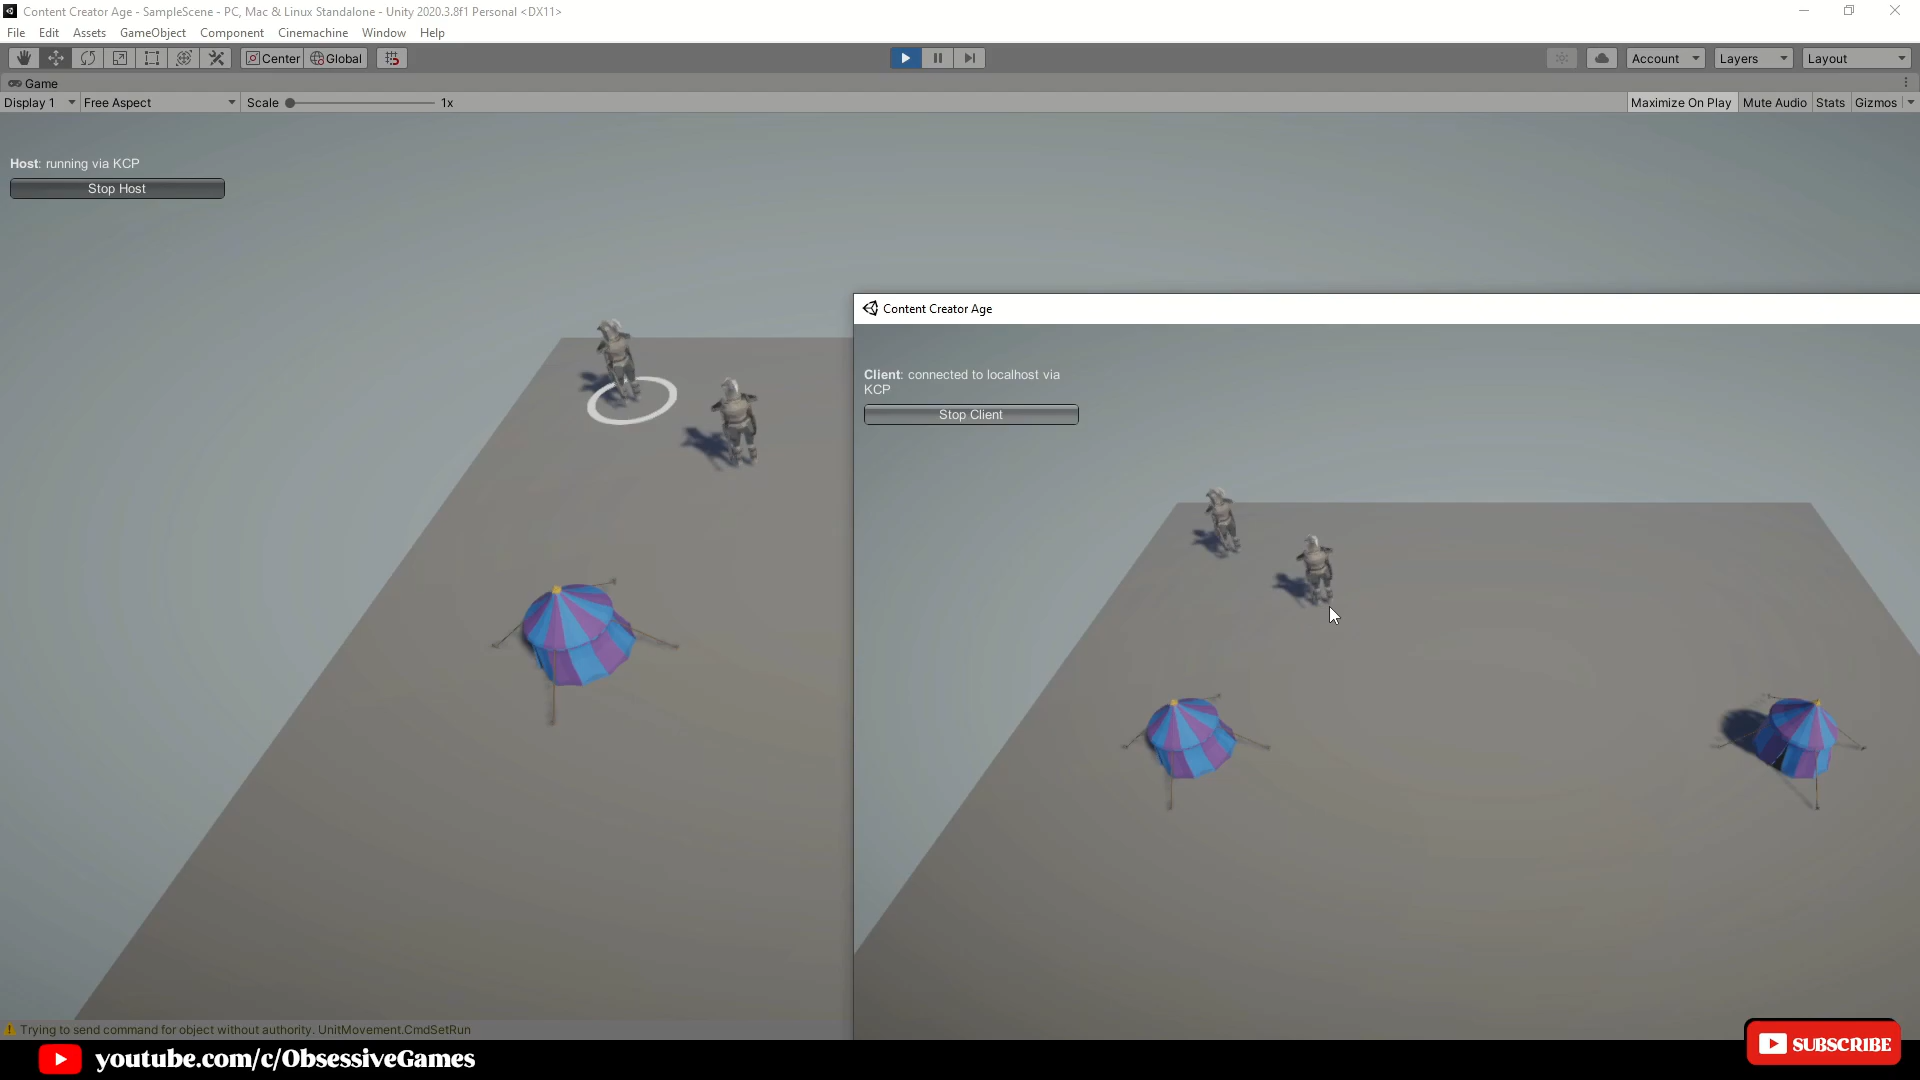 Content Creator Age - SampleScene - PC, Mac & Linux Standalone - Unity 2020.3.8f1 Personal <DX11>
File Edit Assets GameObject Component Cinemachine Window Help
Center Global Account Layers Layout
Game
Display 1 Free Aspect Scale 1x Maximize On Play Mute Audio Stats Gizmos
Host: running via KCP
Stop Host
Content Creator Age
Client: connected to localhost via
KCP
Stop Client
Trying to send command for object without authority. UnitMovement.CmdSetRun
youtube.com/c/ObsessiveGames
SUBSCRIBE